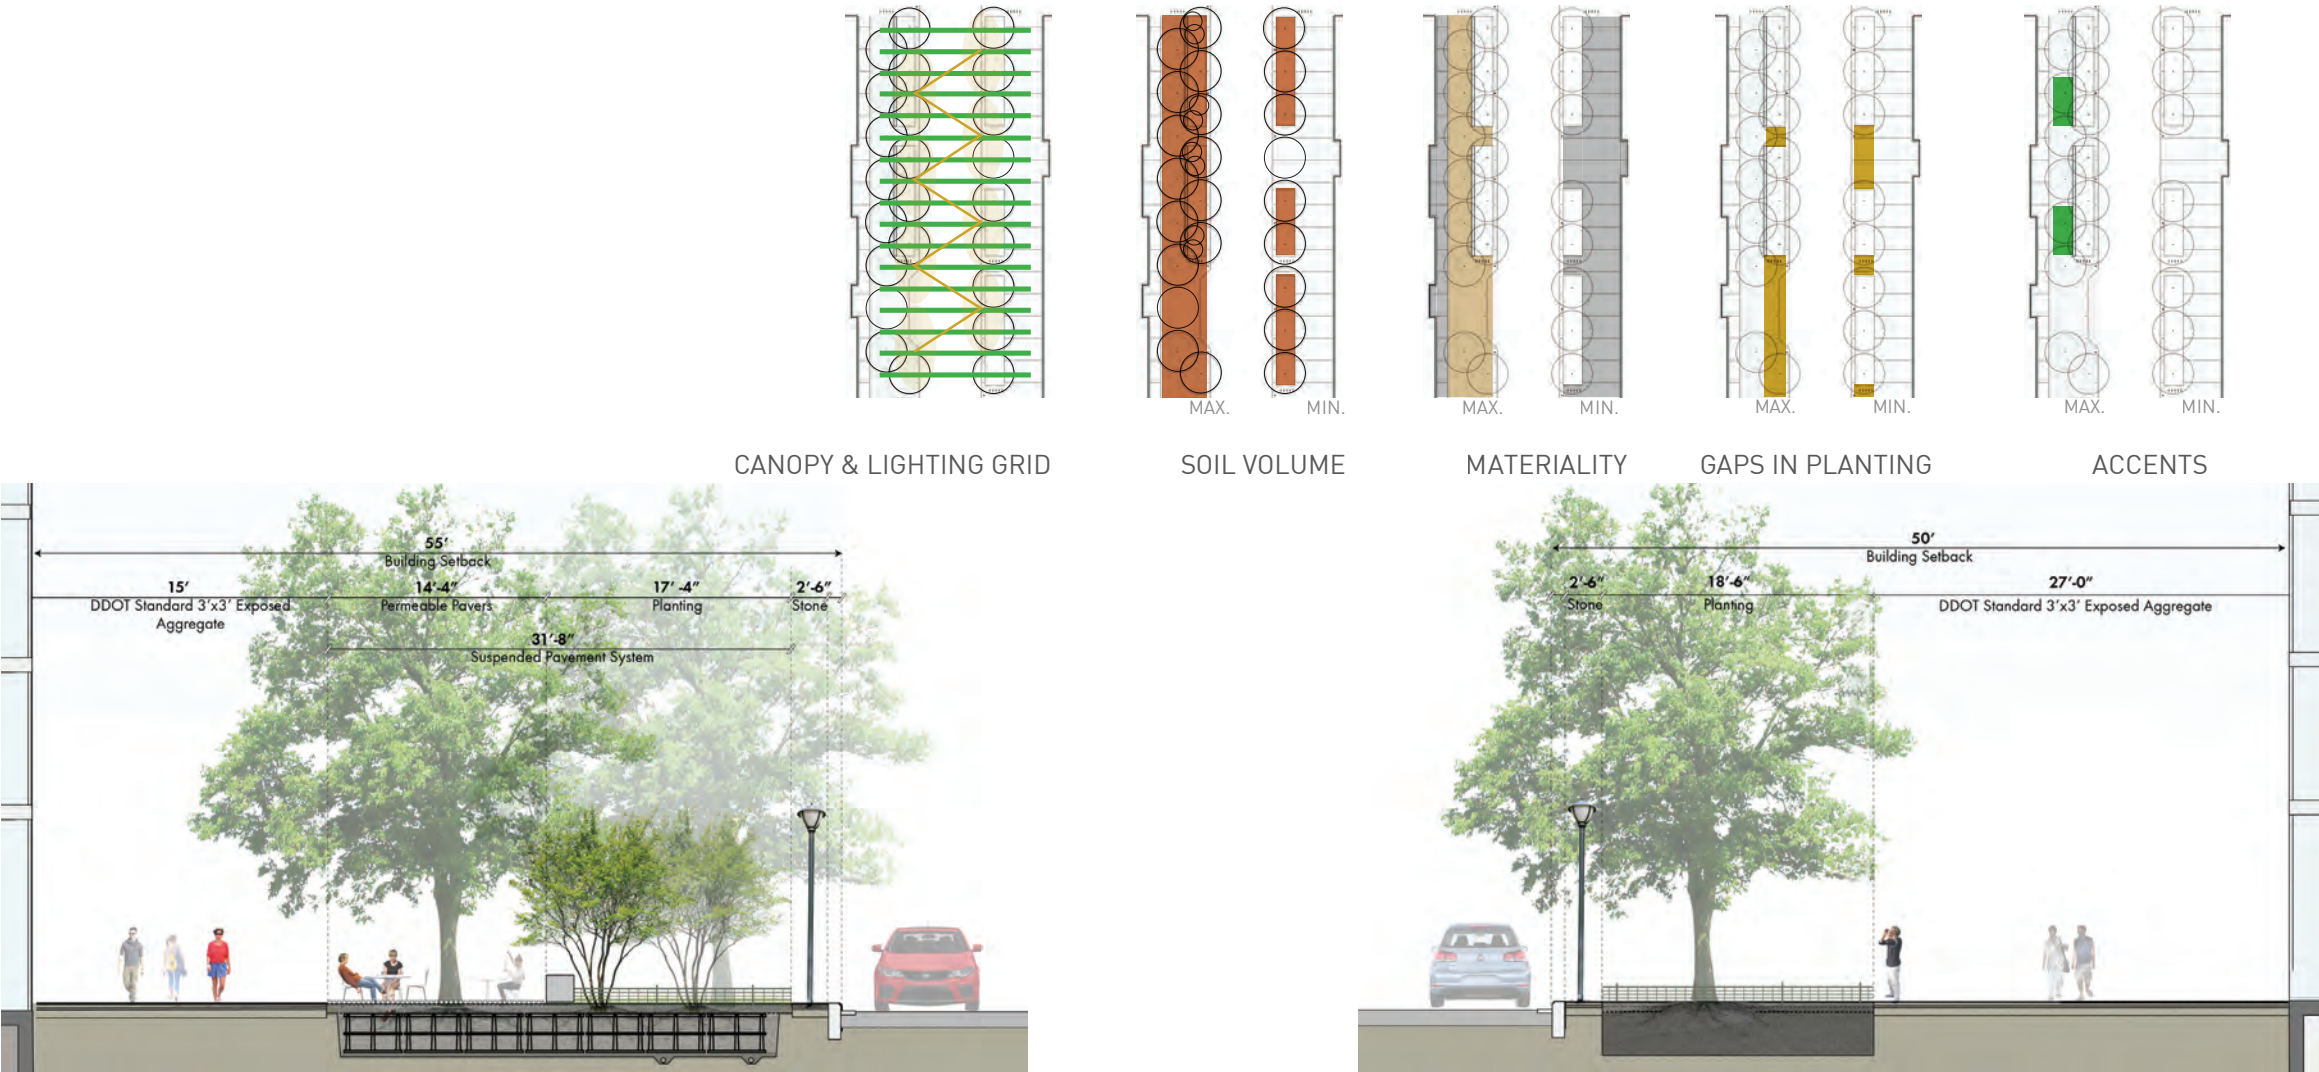 MAX.
MIN.
MAX.
MIN.
MAX.
MIN.
MAX.
MIN.
CANOPY & LIGHTING GRID
SOIL VOLUME
MATERIALITY
GAPS IN PLANTING
ACCENTS
55'
Building Setback
15'
DDOT Standard 3'x3' Exposed
Aggregate
14'-4"
Permeable Pavers
17' -4"
Planting
2'-6"
Stone
31'-8"
Suspended Pavement System
50'
Building Setback
2'-6"
Stone
18'-6"
Planting
27'-0"
DDOT Standard 3'x3' Exposed Aggregate